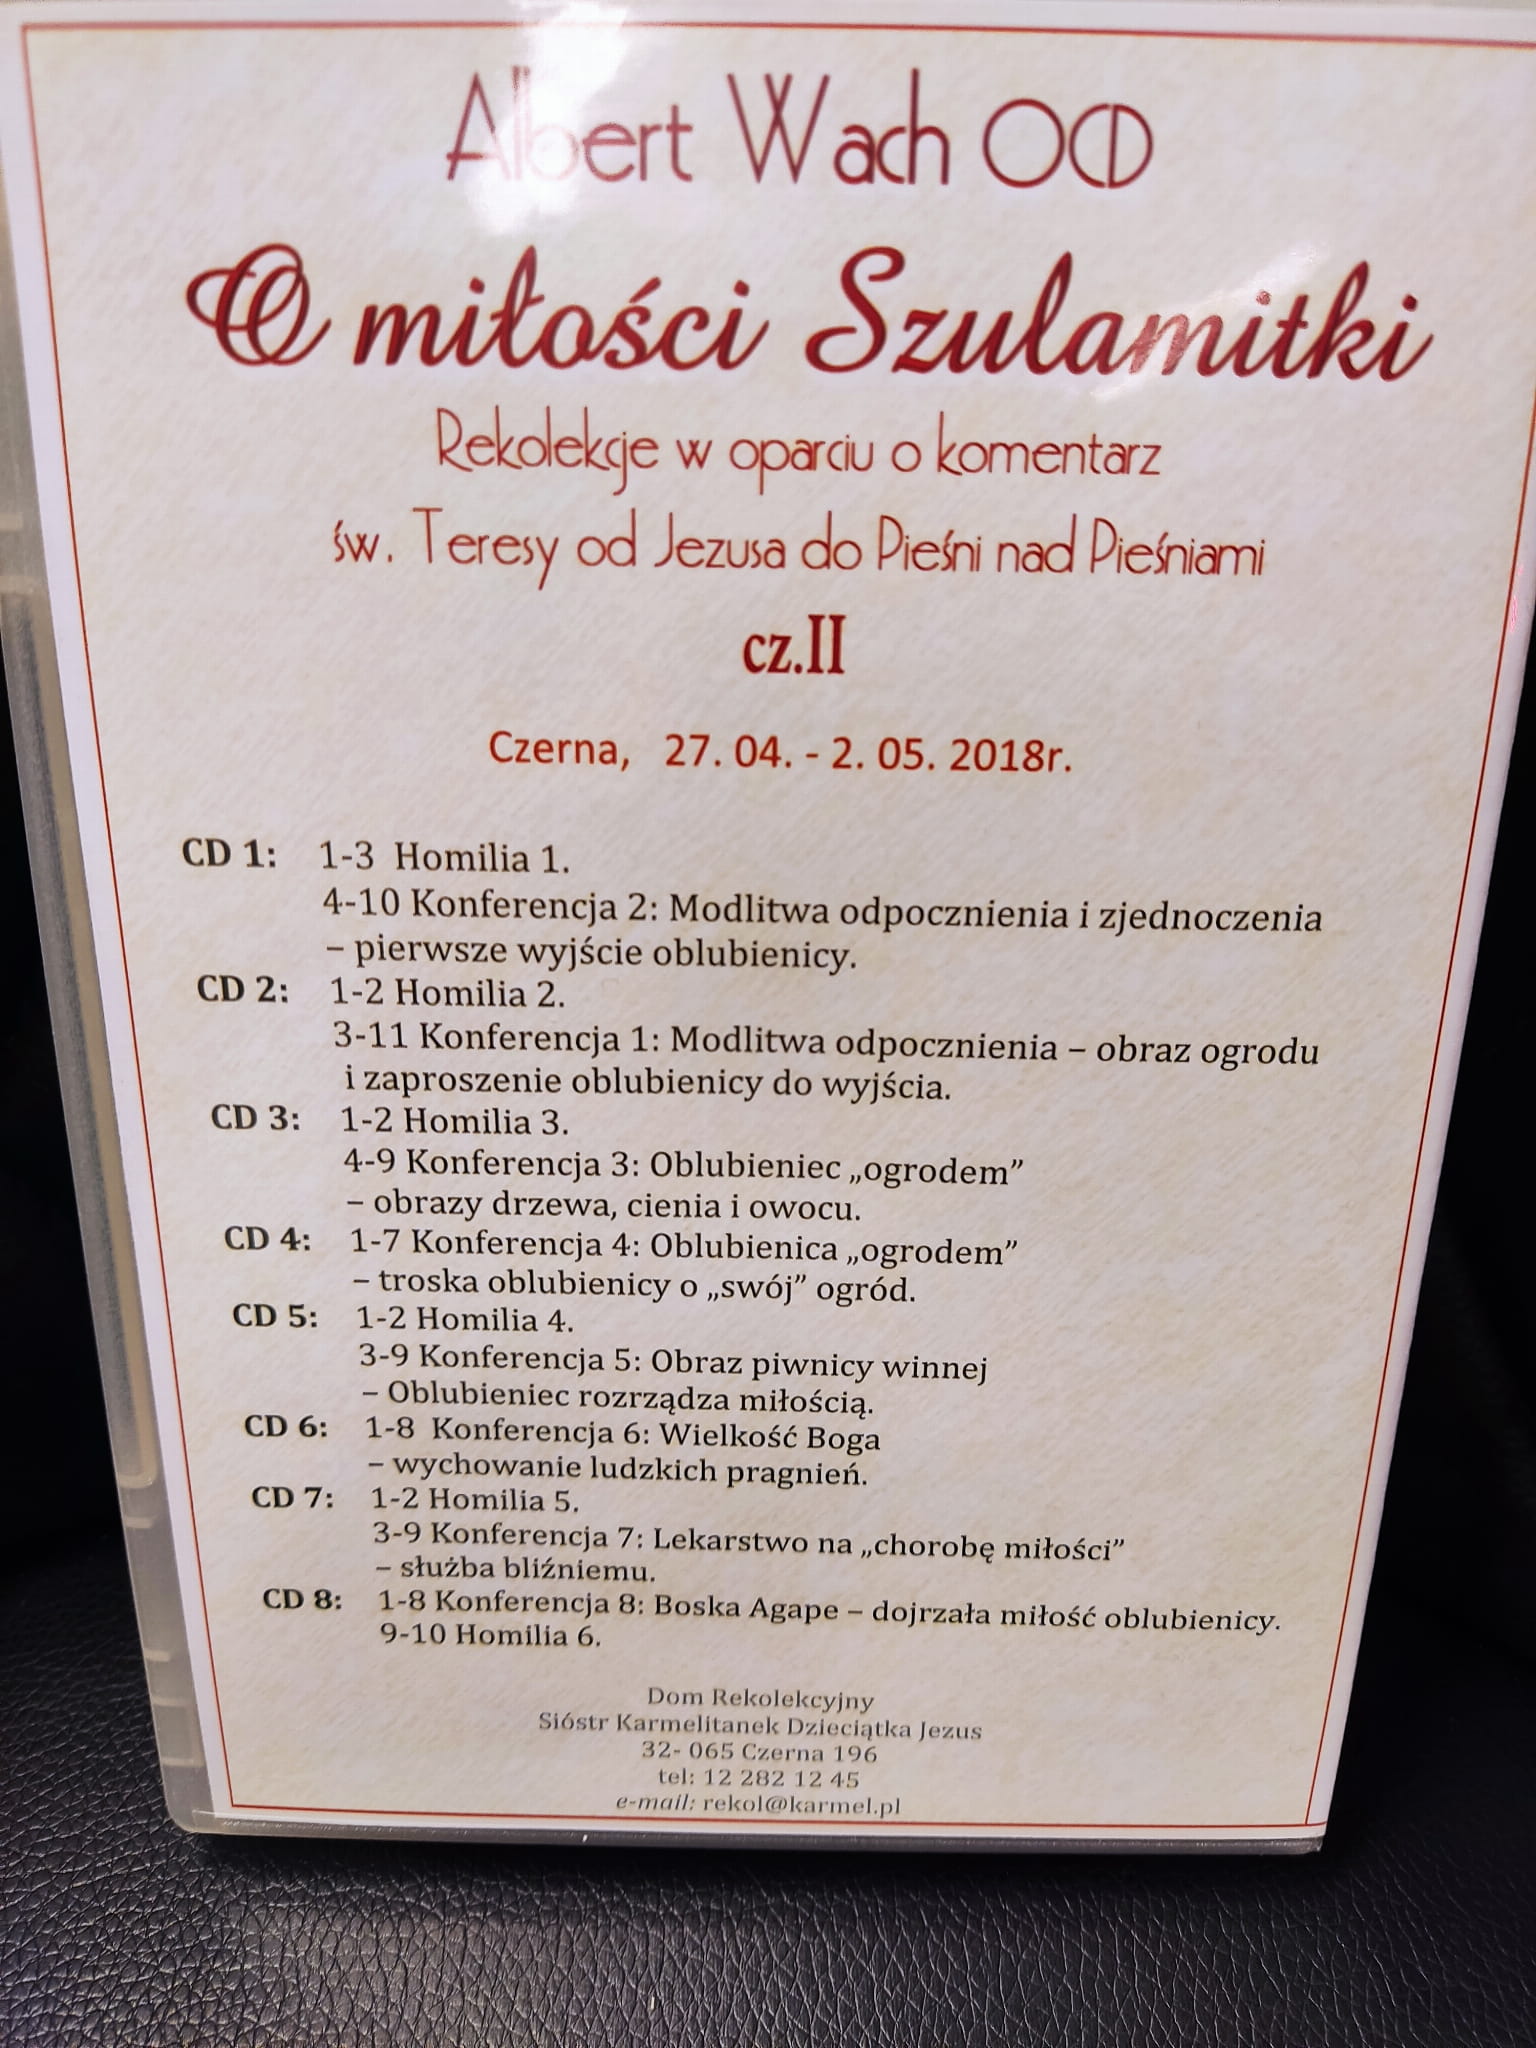 Albert Wach OCD
O miłości Szulamitki
Rekolekcje w oparciu o komentarz
św. Teresy od Jezusa do Pieśni nad Pieśniami
cz.II
Czerna, 27. 04. - 2. 05. 2018r.
CD 1: 1-3 Homilia 1.
4-10 Konferencja 2: Modlitwa odpocznienia i zjednoczenia
– pierwsze wyjście oblubienicy.
CD 2: 1-2 Homilia 2.
3-11 Konferencja 1: Modlitwa odpocznienia – obraz ogrodu
i zaproszenie oblubienicy do wyjścia.
CD 3: 1-2 Homilia 3.
4-9 Konferencja 3: Oblubieniec „ogrodem”
– obrazy drzewa, cienia i owocu.
CD 4: 1-7 Konferencja 4: Oblubienica „ogrodem”
– troska oblubienicy o „swój” ogród.
CD 5: 1-2 Homilia 4.
3-9 Konferencja 5: Obraz piwnicy winnej
– Oblubieniec rozrządza miłością.
CD 6: 1-8 Konferencja 6: Wielkość Boga
– wychowanie ludzkich pragnień.
CD 7: 1-2 Homilia 5.
3-9 Konferencja 7: Lekarstwo na „chorobę miłości”
– służba bliźniemu.
CD 8: 1-8 Konferencja 8: Boska Agape – dojrzała miłość oblubienicy.
9-10 Homilia 6.
Dom Rekolekcyjny
Sióstr Karmelitanek Dzieciątka Jezus
32- 065 Czerna 196
tel: 12 282 12 45
e-mail: rekol@karmel.pl